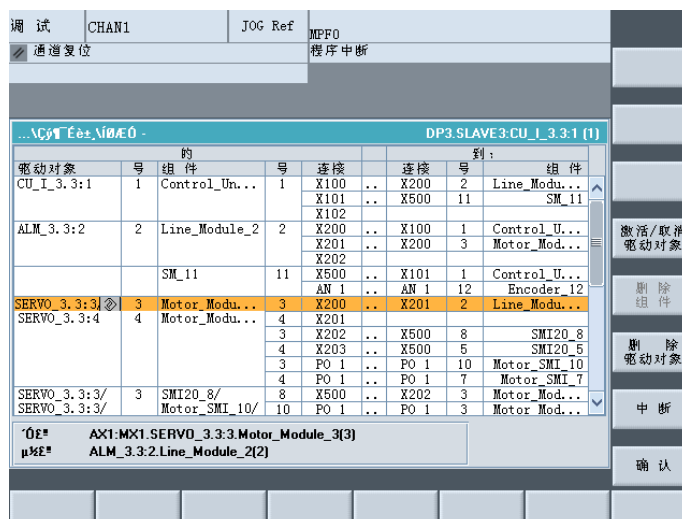 调 试 CHAN1 JOG Ref MPF0
通道复位 程序中断
...\Çý¶¯Éè±¸\ÍØÆÓ - DP3.SLAVE3:CU_I_3.3:1 (1)
的 到:
驱动对象 号 组 件 号 连接 连接 号 组 件
CU_I_3.3:1 1 Control_Un... 1 X100 .. X200 2 Line_Modu...
X101 .. X500 11 SM_11
X102
ALM_3.3:2 2 Line_Module_2 2 X200 .. X100 1 Control_U...
X201 .. X200 3 Motor_Mod...
X202
SM_11 11 X500 .. X101 1 Control_U...
AN 1 .. AN 1 12 Encoder_12
SERVO_3.3:3/ 3 Motor_Modu... 3 X200 .. X201 2 Line_Modu...
SERVO_3.3:4 4 Motor_Modu... 4 X201
3 X202 .. X500 8 SMI20_8
4 X203 .. X500 5 SMI20_5
3 PO 1 .. PO 1 10 Motor_SMI_10
4 PO 1 .. PO 1 7 Motor_SMI_7
SERVO_3.3:3/ 3 SMI20_8/ 8 X500 .. X202 3 Motor_Mod...
SERVO_3.3:3/ Motor_SMI_10/ 10 PO 1 .. PO 1 3 Motor_Mod...
´Ó£º AX1:MX1.SERVO_3.3:3.Motor_Module_3(3)
µ½£º ALM_3.3:2.Line_Module_2(2)
激活/取消
驱动对象
删 除
组 件
删 除
驱动对象
中 断
确 认